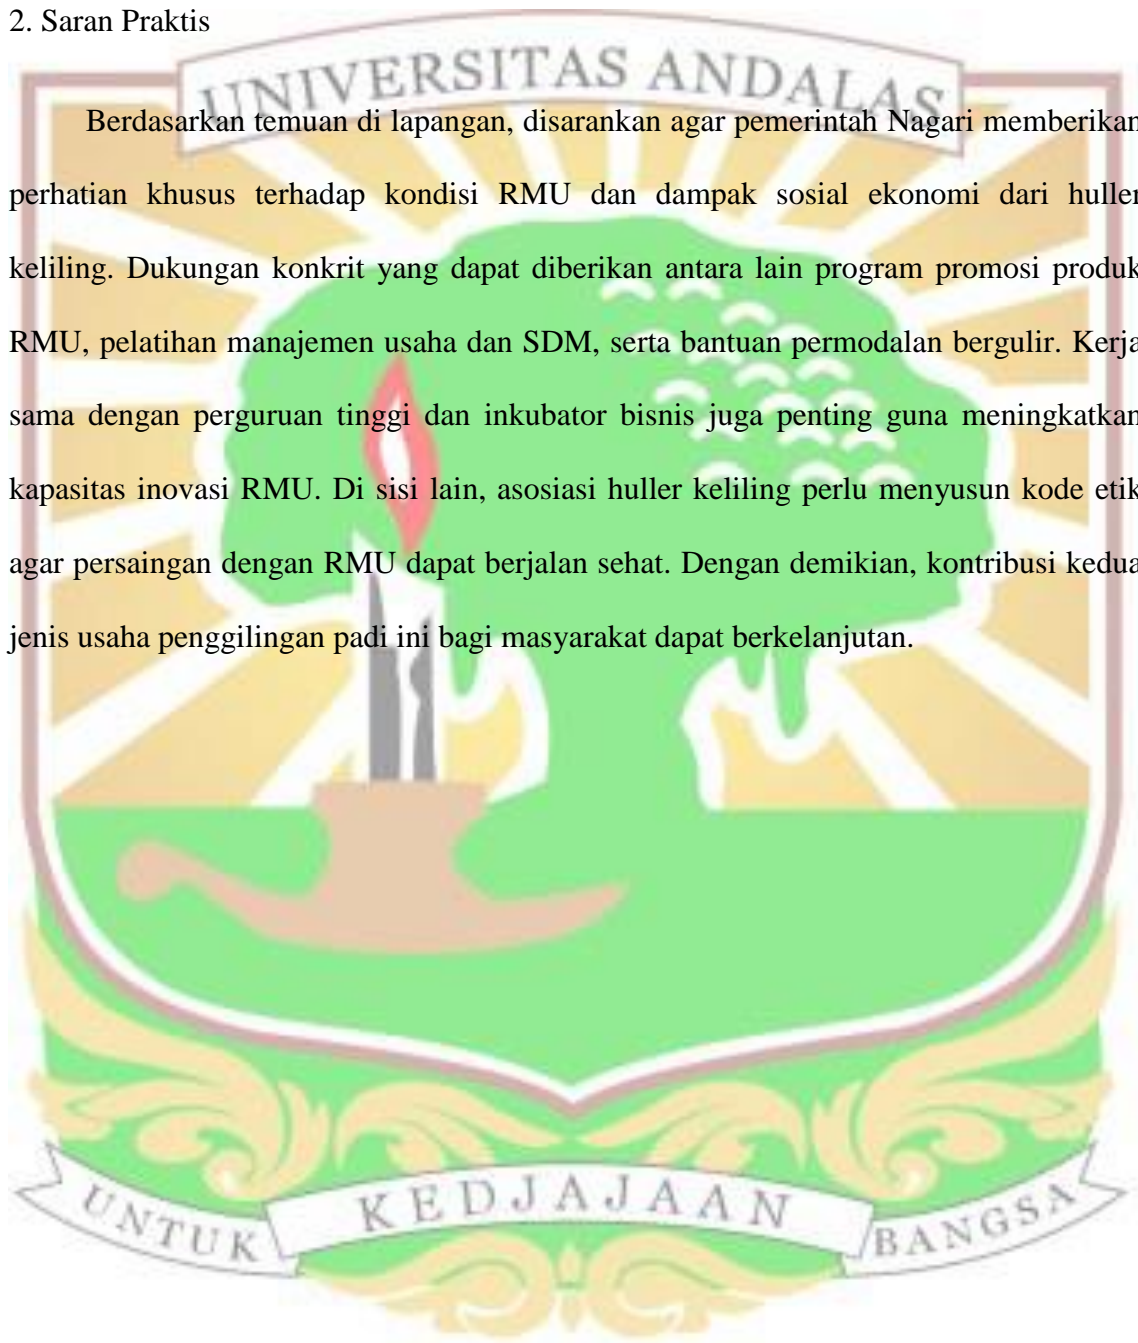 2. Saran Praktis
UNIVERSITAS ANDALAS
Berdasarkan temuan di lapangan, disarankan agar pemerintah Nagari memberikan
perhatian khusus terhadap kondisi RMU dan dampak sosial ekonomi dari huller
keliling. Dukungan konkrit yang dapat diberikan antara lain program promosi produk
RMU, pelatihan manajemen usaha dan SDM, serta bantuan permodalan bergulir. Kerja
sama dengan perguruan tinggi dan inkubator bisnis juga penting guna meningkatkan
kapasitas inovasi RMU. Di sisi lain, asosiasi huller keliling perlu menyusun kode etik
agar persaingan dengan RMU dapat berjalan sehat. Dengan demikian, kontribusi kedua
jenis usaha penggilingan padi ini bagi masyarakat dapat berkelanjutan.
UNTUK KEDJAJAAN BANGSA